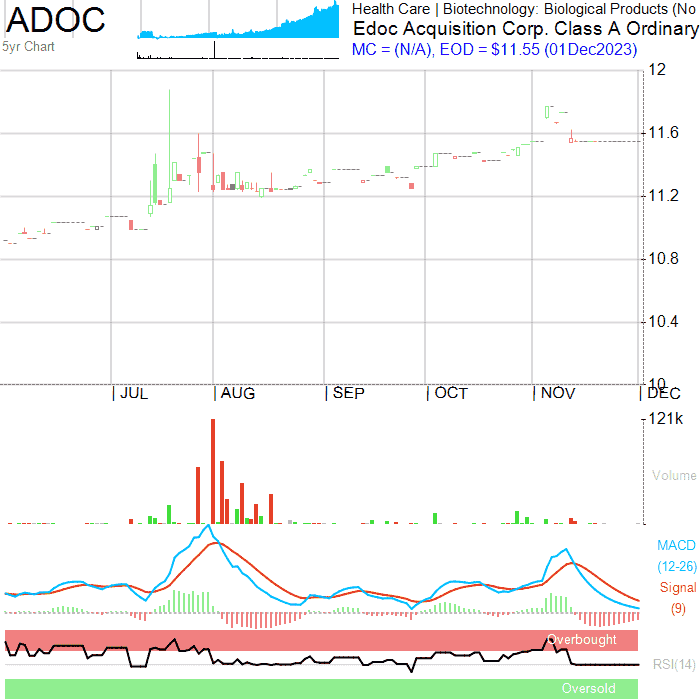 ADOC
5yr Chart
Health Care | Biotechnology: Biological Products (No
Edoc Acquisition Corp. Class A Ordinary
MC = (N/A), EOD = $11.55 (01Dec2023)
12
11.6
11.2
10.8
10.4
10
JUL AUG SEP OCT NOV DEC
121k
Volume
MACD
(12-26)
Signal
(9)
Overbought
RSI(14)
Oversold